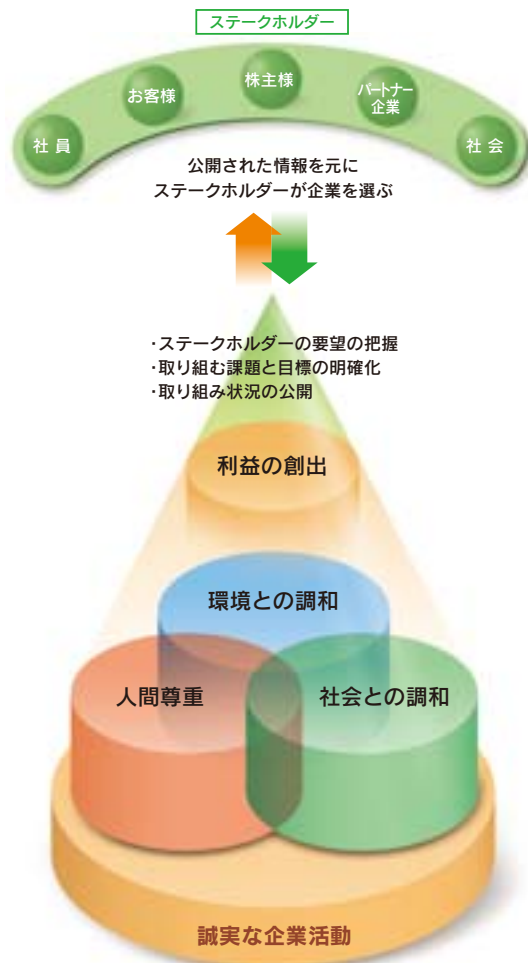 ステークホルダー
社員
お客様
株主様
パートナー
企業
社会
公開された情報を元に
ステークホルダーが企業を選ぶ
・ステークホルダーの要望の把握
・取り組む課題と目標の明確化
・取り組み状況の公開
利益の創出
環境との調和
人間尊重
社会との調和
誠実な企業活動